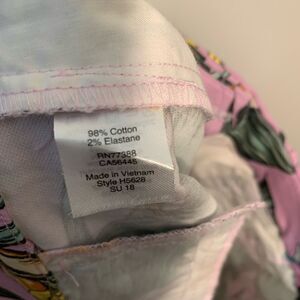 98% Cotton
2% Elastane
RN77388
CA56445
Made in Vietnam
Style H5628
SU 18